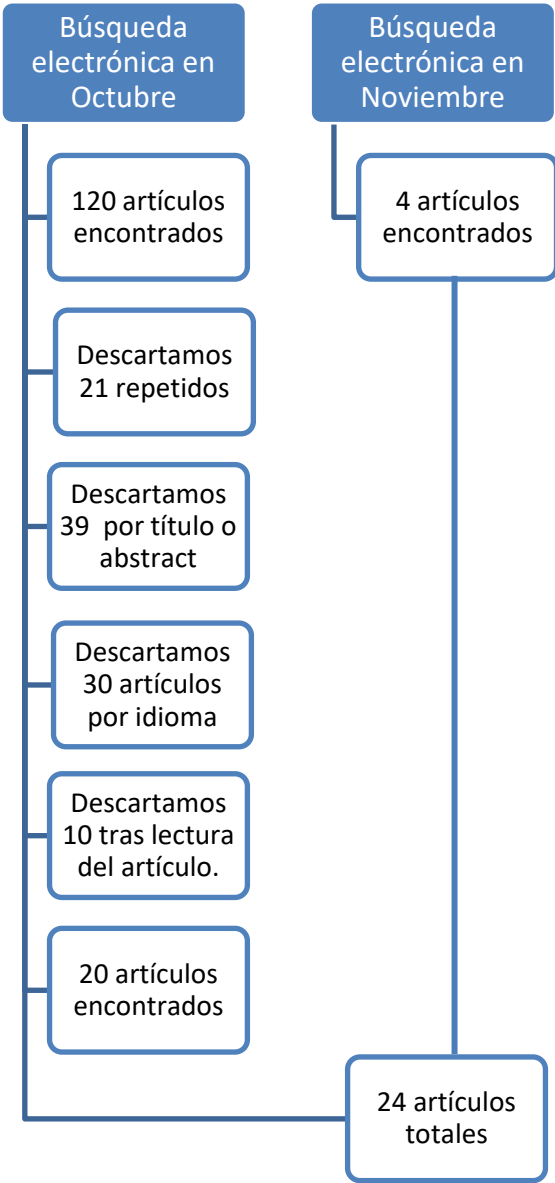 Búsqueda
electrónica en
Octubre
120 artículos
encontrados
Descartamos
21 repetidos
Descartamos
39 por título o
abstract
Descartamos
30 artículos
por idioma
Descartamos
10 tras lectura
del artículo.
20 artículos
encontrados
Búsqueda
electrónica en
Noviembre
4 artículos
encontrados
24 artículos
totales